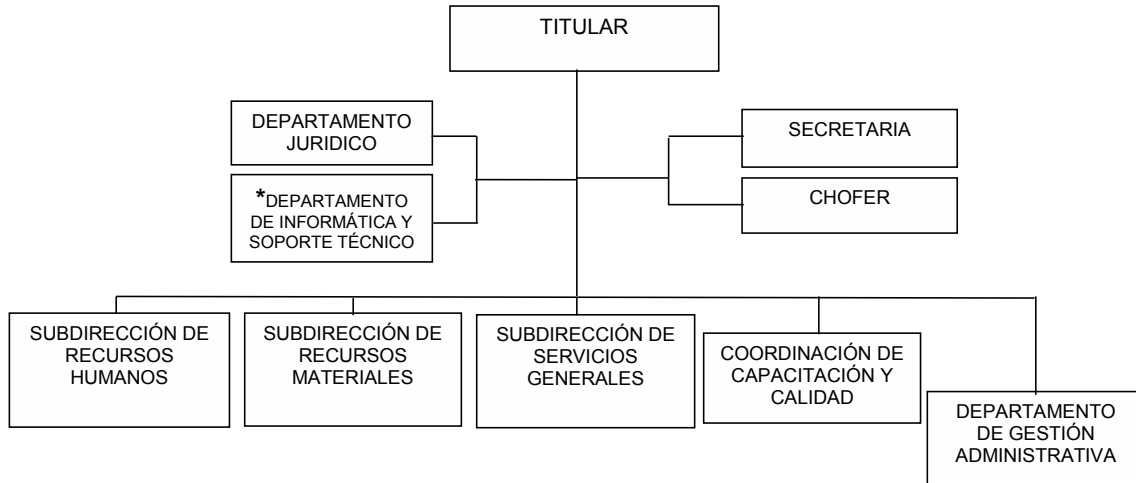 TITULAR
DEPARTAMENTO
JURIDICO
SECRETARIA
*DEPARTAMENTO
DE INFORMÁTICA Y
SOPORTE TÉCNICO
CHOFER
SUBDIRECCIÓN DE
RECURSOS
HUMANOS
SUBDIRECCIÓN DE
RECURSOS
MATERIALES
SUBDIRECCIÓN DE
SERVICIOS
GENERALES
COORDINACIÓN DE
CAPACITACIÓN Y
CALIDAD
DEPARTAMENTO
DE GESTIÓN
ADMINISTRATIVA